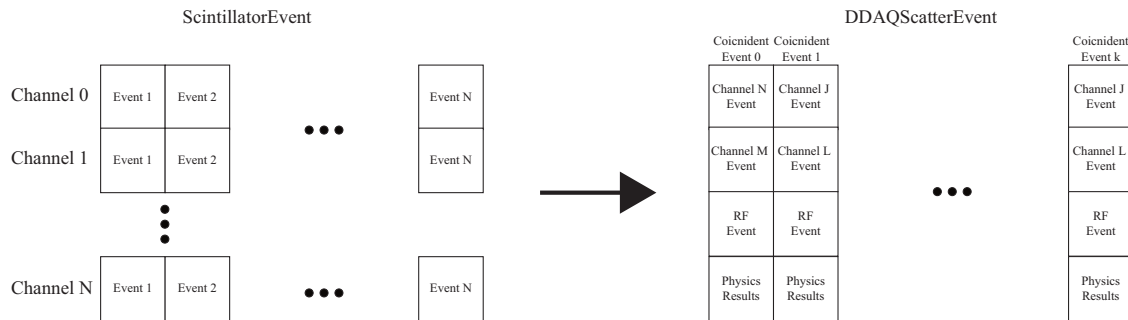 ScintillatorEvent
DDAQScatterEvent
Coicnident
Event 0
Coicnident
Event 1
Coicnident
Event k
Channel 0
Event 1
Event 2
Event N
Channel N
Event
Channel J
Event
Channel J
Event
Channel 1
Event 1
Event 2
Event N
Channel M
Event
Channel L
Event
Channel L
Event
RF
Event
RF
Event
RF
Event
Channel N
Event 1
Event 2
Event N
Physics
Results
Physics
Results
Physics
Results